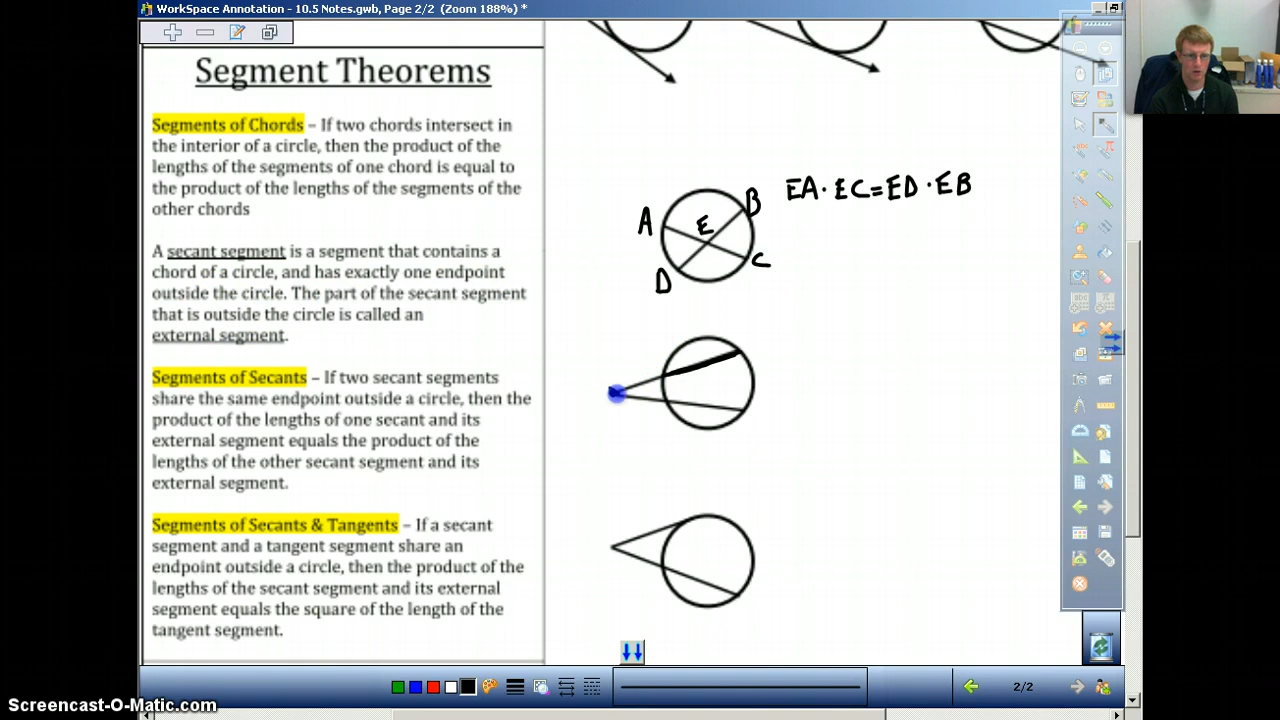 WorkSpace Annotation - 10.5 Notes.gwb, Page 2/2 (Zoom 188%) *
Segment Theorems
Segments of Chords – If two chords intersect in
the interior of a circle, then the product of the
lengths of the segments of one chord is equal to
the product of the lengths of the segments of the
other chords
A secant segment is a segment that contains a
chord of a circle, and has exactly one endpoint
outside the circle. The part of the secant segment
that is outside the circle is called an
external segment.
Segments of Secants – If two secant segments
share the same endpoint outside a circle, then the
product of the lengths of one secant and its
external segment equals the product of the
lengths of the other secant segment and its
external segment.
Segments of Secants & Tangents – If a secant
segment and a tangent segment share an
endpoint outside a circle, then the product of the
lengths of the secant segment and its external
segment equals the square of the length of the
tangent segment.
EA · EC = ED · EB
A
B
E
C
D
2/2
Screencast-O-Matic.com